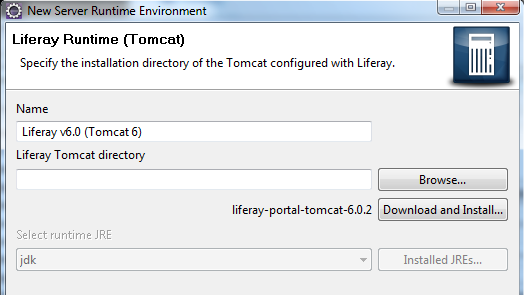 New Server Runtime Environment
Liferay Runtime (Tomcat)
Specify the installation directory of the Tomcat configured with Liferay.
Name
Liferay v6.0 (Tomcat 6)
Liferay Tomcat directory
Browse...
liferay-portal-tomcat-6.0.2 Download and Install...
Select runtime JRE
jdk Installed JREs...